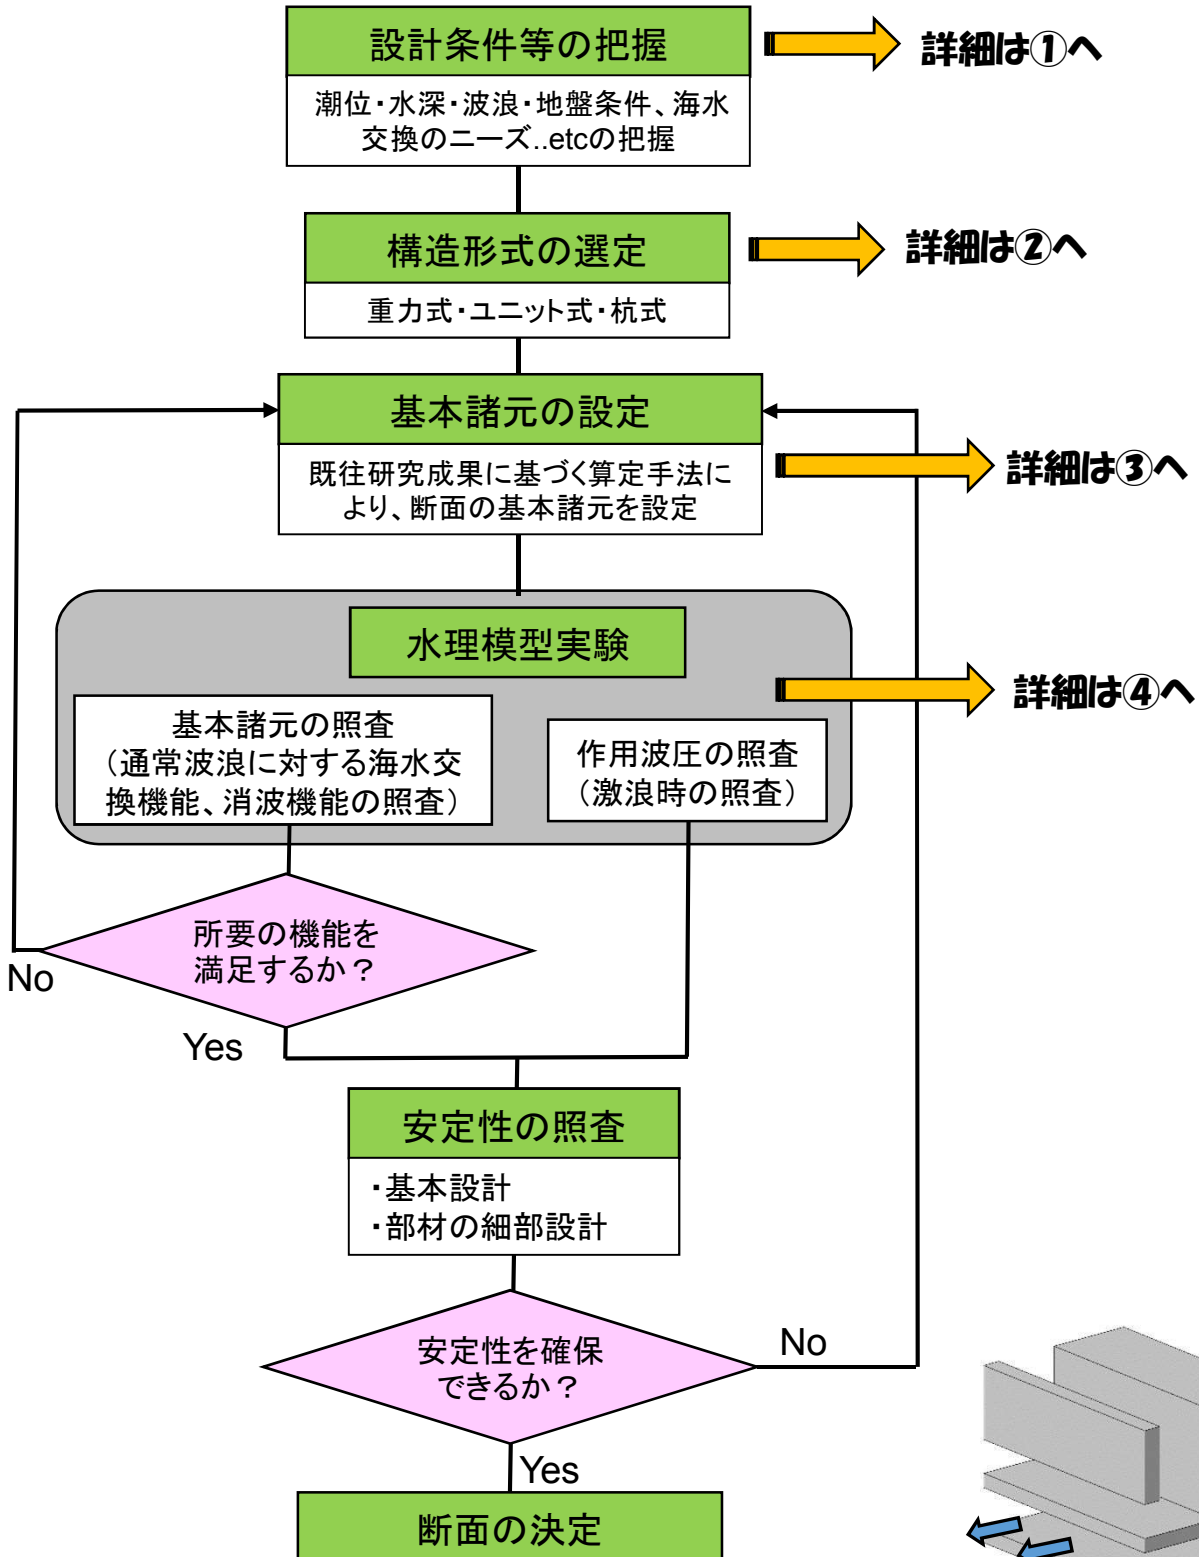 設計条件等の把握
詳細は①へ
潮位・水深・波浪・地盤条件、海水
交換のニーズ..etcの把握
構造形式の選定
詳細は②へ
重力式・ユニット式・杭式
基本諸元の設定
既往研究成果に基づく算定手法に
より、断面の基本諸元を設定
詳細は③へ
水理模型実験
詳細は④へ
基本諸元の照査
（通常波浪に対する海水交
換機能、消波機能の照査）
作用波圧の照査
（激浪時の照査）
所要の機能を
満足するか？
No
Yes
安定性の照査
・基本設計
・部材の細部設計
安定性を確保
できるか？
No
Yes
断面の決定